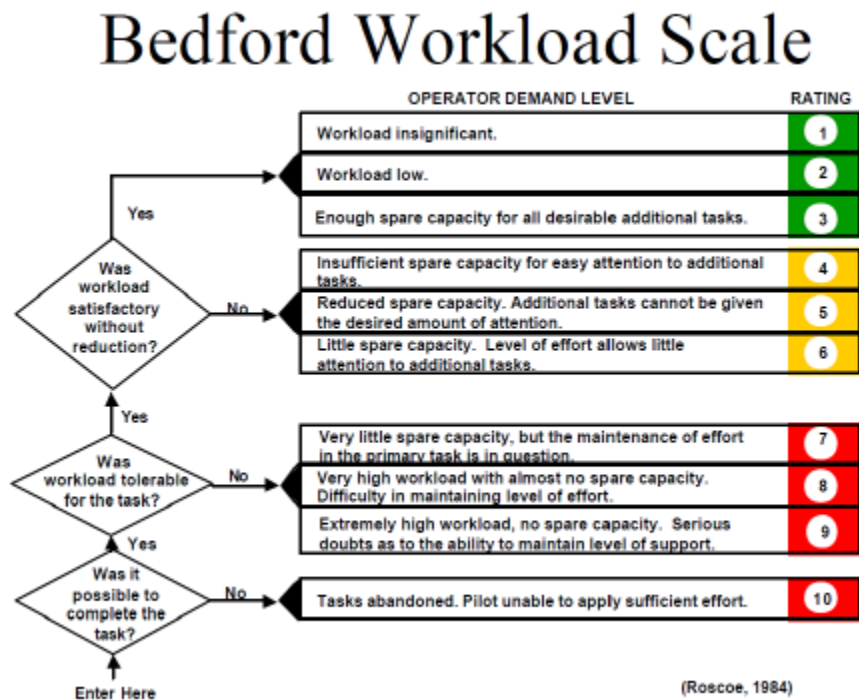 Bedford Workload Scale
OPERATOR DEMAND LEVEL RATING
Workload insignificant. 1
Workload low. 2
Yes
Enough spare capacity for all desirable additional tasks. 3
Was
workload
satisfactory
without
reduction?
No
Insufficient spare capacity for easy attention to additional
tasks.
4
Reduced spare capacity. Additional tasks cannot be given
the desired amount of attention.
5
Little spare capacity. Level of effort allows little
attention to additional tasks.
6
Yes
Was
workload tolerable
for the task?
No
Very little spare capacity, but the maintenance of effort
in the primary task is in question.
7
Very high workload with almost no spare capacity.
Difficulty in maintaining level of effort.
8
Extremely high workload, no spare capacity. Serious
doubts as to the ability to maintain level of support.
9
Yes
Was it
possible to
complete the
task?
No
Tasks abandoned. Pilot unable to apply sufficient effort. 10
Enter Here
(Roscoe, 1984)